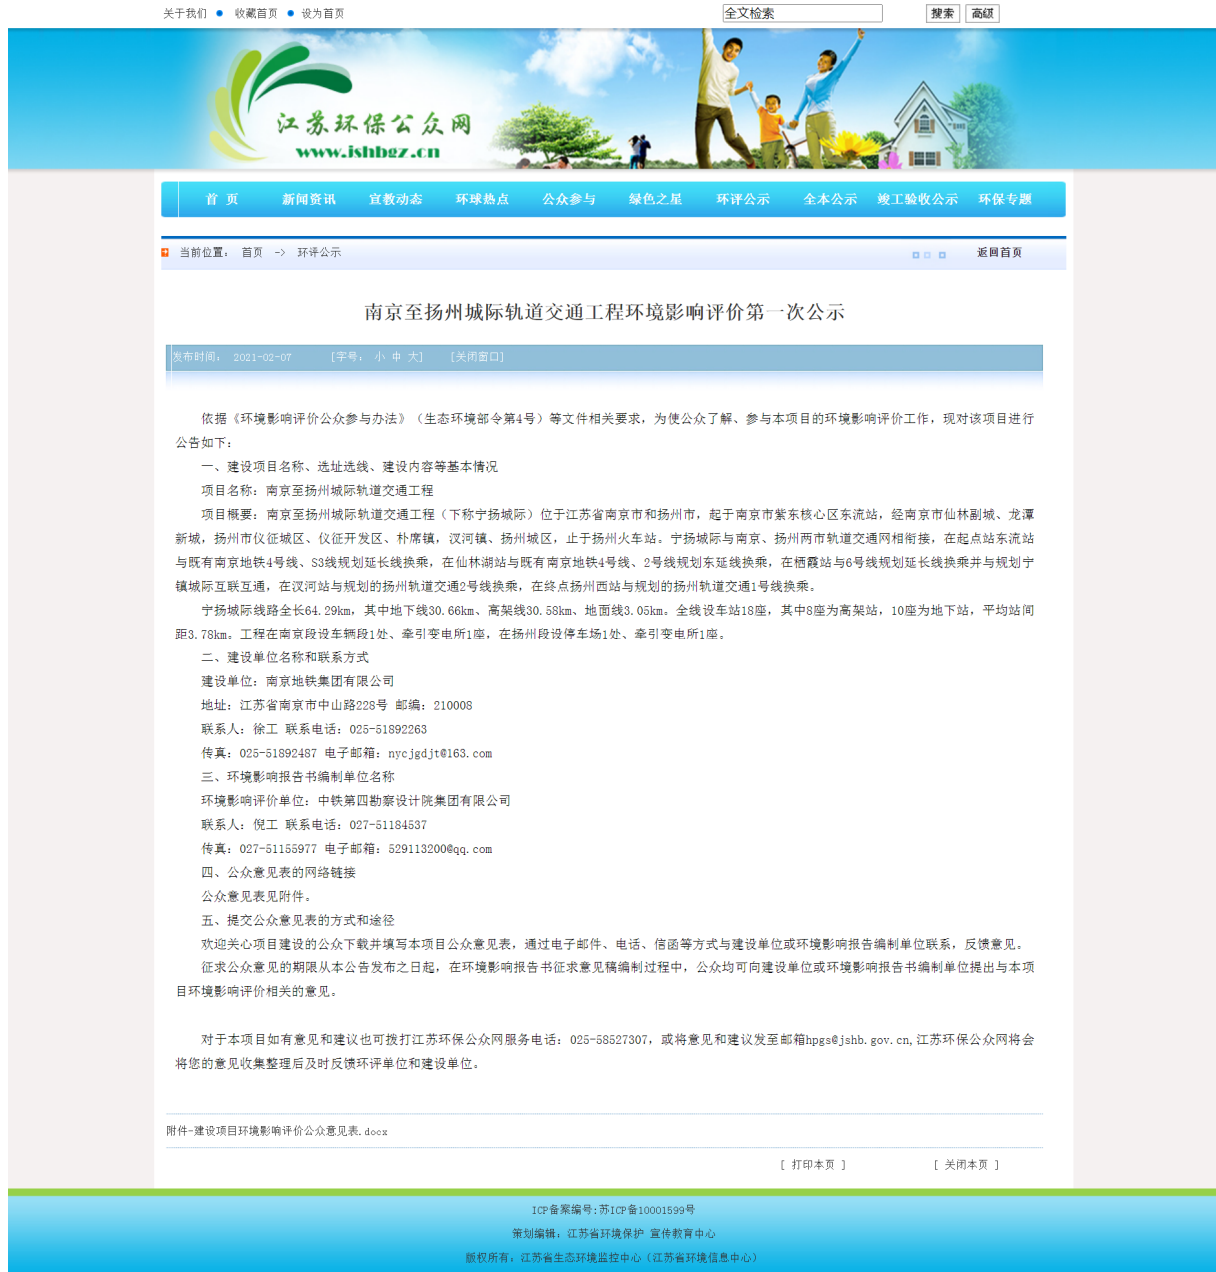 关于我们 ● 收藏首页 ● 设为首页 全文检索 搜索 高级
江苏环保公众网
www.jshbgz.cn
首 页 新闻资讯 宣教动态 环球热点 公众参与 绿色之星 环评公示 全本公示 竣工验收公示 环保专题
当前位置： 首页 -> 环评公示 返回首页
南京至扬州城际轨道交通工程环境影响评价第一次公示
发布时间： 2021-02-07 [字号： 小 中 大] [关闭窗口]
依据《环境影响评价公众参与办法》（生态环境部令第4号）等文件相关要求，为使公众了解、参与本项目的环境影响评价工作，现对该项目进行
公告如下：
一、建设项目名称、选址选线、建设内容等基本情况
项目名称：南京至扬州城际轨道交通工程
项目概要：南京至扬州城际轨道交通工程（下称宁扬城际）位于江苏省南京市和扬州市，起于南京市紫东核心区东流站，经南京市仙林副城、龙潭
新城，扬州市仪征城区、仪征开发区、朴席镇，汊河镇、扬州城区，止于扬州火车站。宁扬城际与南京、扬州两市轨道交通网相衔接，在起点站东流站
与既有南京地铁4号线、S3线规划延长线换乘，在仙林湖站与既有南京地铁4号线、2号线规划东延线换乘，在栖霞站与6号线规划延长线换乘并与规划宁
镇城际互联互通，在汊河站与规划的扬州轨道交通2号线换乘，在终点扬州西站与规划的扬州轨道交通1号线换乘。
宁扬城际线路全长64.29km，其中地下线30.66km、高架线30.58km、地面线3.05km。全线设车站18座，其中8座为高架站，10座为地下站，平均站间
距3.78km。工程在南京段设车辆段1处、牵引变电所1座，在扬州段设停车场1处、牵引变电所1座。
二、建设单位名称和联系方式
建设单位：南京地铁集团有限公司
地址：江苏省南京市中山路228号 邮编：210008
联系人：徐工 联系电话：025-51892263
传真：025-51892487 电子邮箱：nycjgdjt@163.com
三、环境影响报告书编制单位名称
环境影响评价单位：中铁第四勘察设计院集团有限公司
联系人：倪工 联系电话：027-51184537
传真：027-51155977 电子邮箱：529113200@qq.com
四、公众意见表的网络链接
公众意见表见附件。
五、提交公众意见表的方式和途径
欢迎关心项目建设的公众下载并填写本项目公众意见表，通过电子邮件、电话、信函等方式与建设单位或环境影响报告编制单位联系，反馈意见。
征求公众意见的期限从本公告发布之日起，在环境影响报告书征求意见稿编制过程中，公众均可向建设单位或环境影响报告书编制单位提出与本项
目环境影响评价相关的意见。
对于本项目如有意见和建议也可拨打江苏环保公众网服务电话：025-58527307，或将意见和建议发至邮箱hpgs@jshb.gov.cn,江苏环保公众网将会
将您的意见收集整理后及时反馈环评单位和建设单位。
附件-建设项目环境影响评价公众意见表.docx
[ 打印本页 ] [ 关闭本页 ]
ICP备案编号:苏ICP备10001599号
策划编辑：江苏省环境保护 宣传教育中心
版权所有：江苏省生态环境监控中心（江苏省环境信息中心）